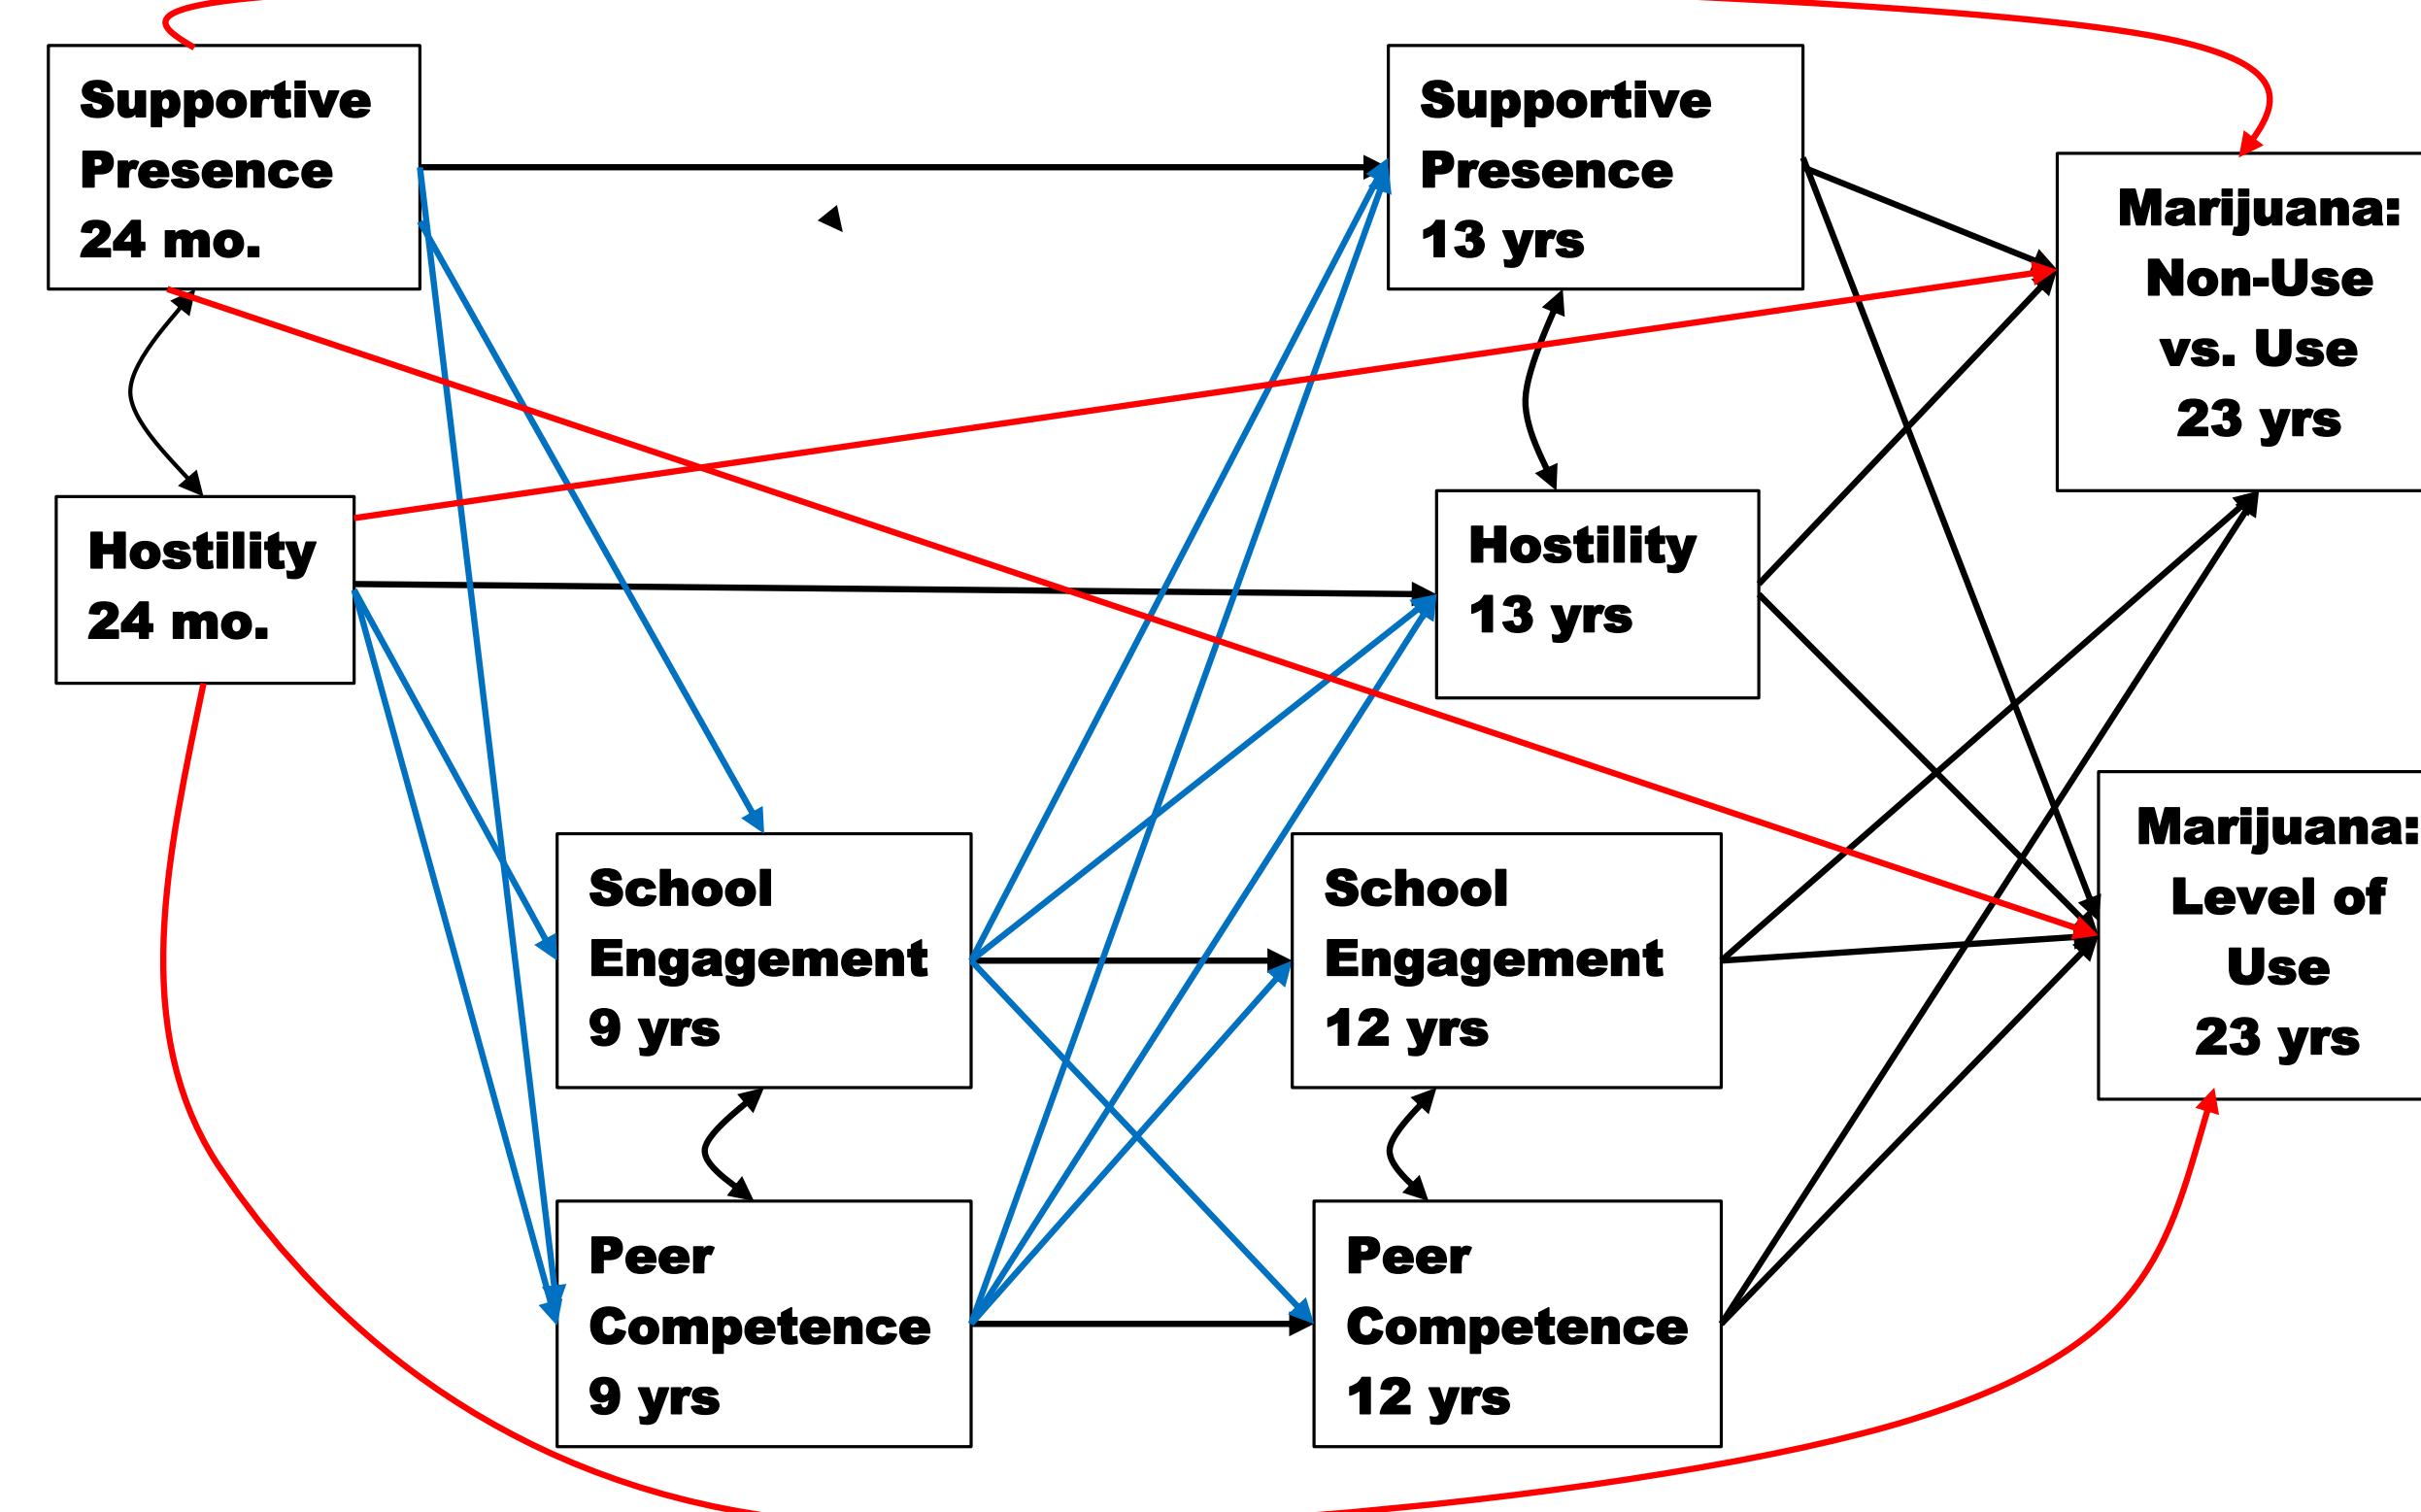 Supportive
Presence
24 mo.
Supportive
Presence
13 yrs
Marijuana:
Non-Use
vs. Use
23 yrs
Hostility
24 mo.
Hostility
13 yrs
School
Engagement
9 yrs
School
Engagement
12 yrs
Marijuana:
Level of
Use
23 yrs
Peer
Competence
9 yrs
Peer
Competence
12 yrs